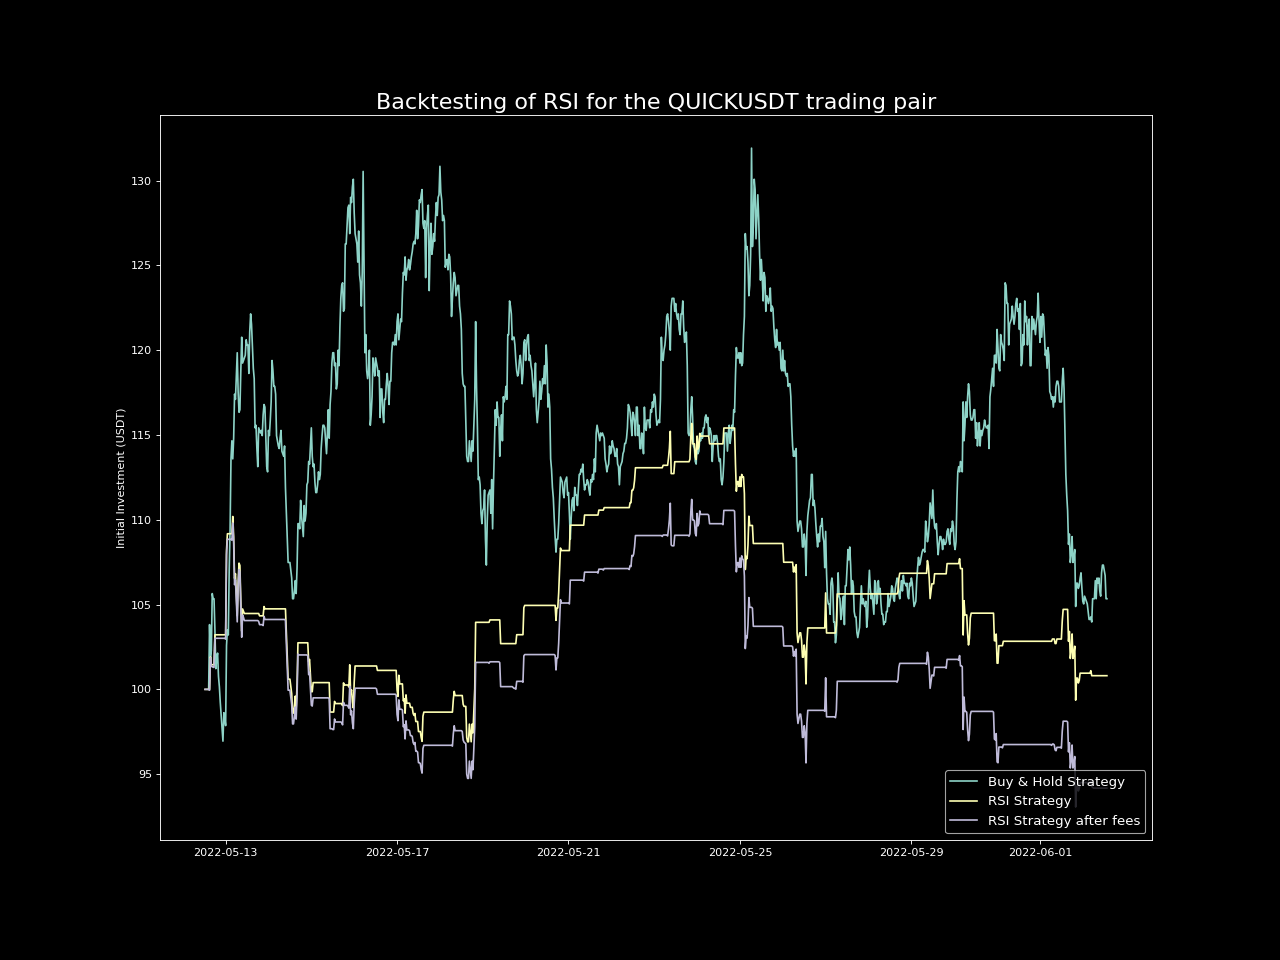 Backtesting of RSI for the QUICKUSDT trading pair
Initial Investment (USDT)
130
125
120
115
110
105
100
95
2022-05-13 2022-05-17 2022-05-21 2022-05-25 2022-05-29 2022-06-01
Buy & Hold Strategy
RSI Strategy
RSI Strategy after fees